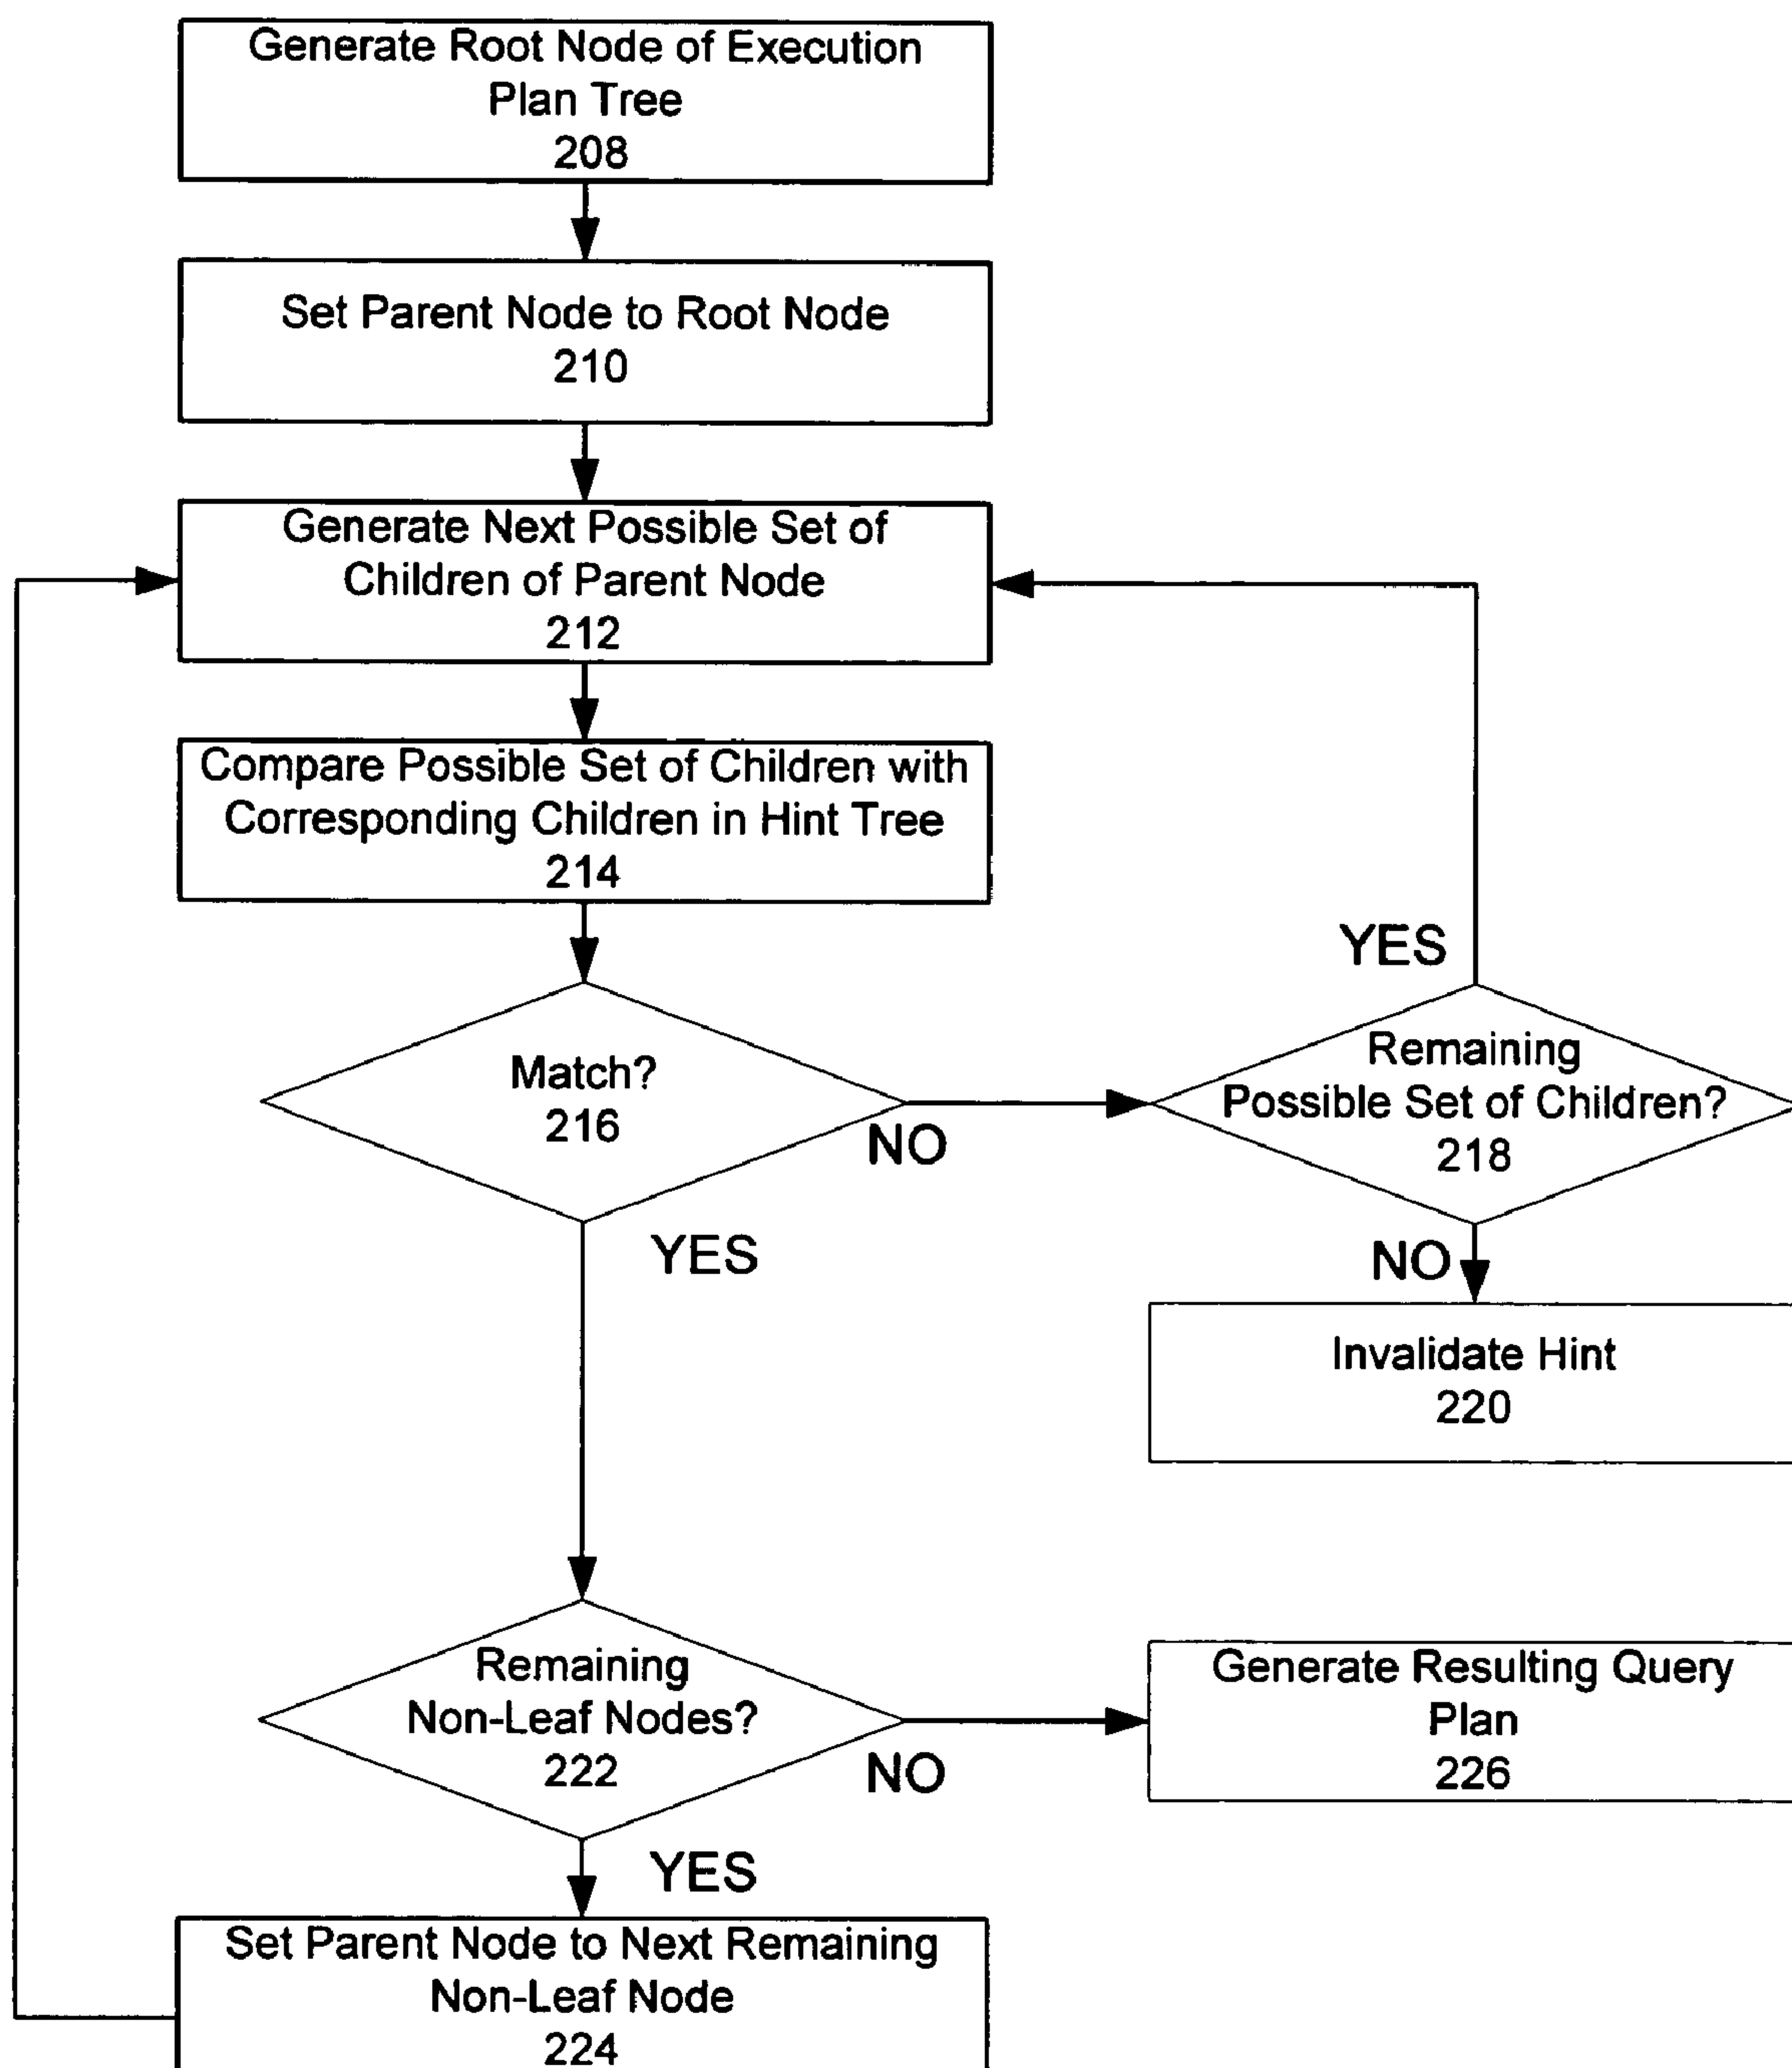 Generate Root Node of Execution
Plan Tree
208
Set Parent Node to Root Node
210
Generate Next Possible Set of
Children of Parent Node
212
Compare Possible Set of Children with
Corresponding Children in Hint Tree
214
Match?
216
NO
YES
YES
Remaining
Possible Set of Children?
218
NO
Invalidate Hint
220
Remaining
Non-Leaf Nodes?
222
NO
Generate Resulting Query
Plan
226
YES
Set Parent Node to Next Remaining
Non-Leaf Node
224